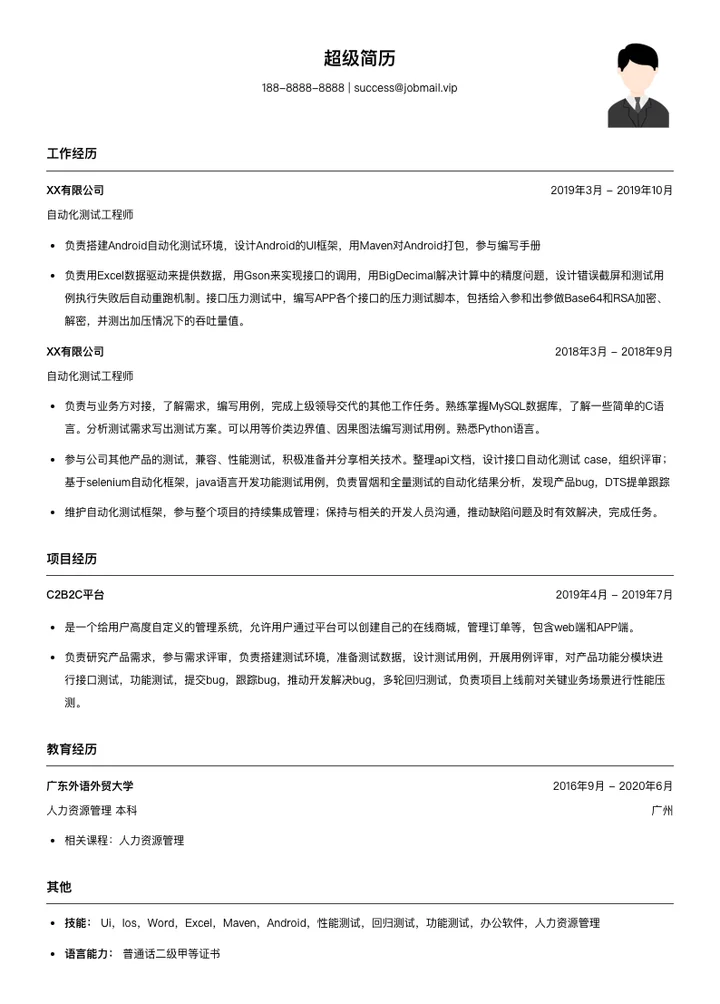 超级简历
188-8888-8888 | success@jobmail.vip
工作经历
XX有限公司 2019年3月 - 2019年10月
自动化测试工程师
• 负责搭建Android自动化测试环境，设计Android的UI框架，用Maven对Android打包，参与编写手册
• 负责用Excel数据驱动来提供数据，用Gson来实现接口的调用，用BigDecimal解决计算中的精度问题，设计错误截屏和测试用
例执行失败后自动重跑机制。接口压力测试中，编写APP各个接口的压力测试脚本，包括给入参和出参做Base64和RSA加密、
解密，并测出加压情况下的吞吐量值。
XX有限公司 2018年3月 - 2018年9月
自动化测试工程师
• 负责与业务方对接，了解需求，编写用例，完成上级领导交代的其他工作任务。熟练掌握MySQL数据库，了解一些简单的C语
言。分析测试需求写出测试方案。可以用等价类边界值、因果图法编写测试用例。熟悉Python语言。
• 参与公司其他产品的测试，兼容、性能测试，积极准备并分享相关技术。整理api文档，设计接口自动化测试 case，组织评审；
基于selenium自动化框架，java语言开发功能测试用例，负责冒烟和全量测试的自动化结果分析，发现产品bug，DTS提单跟踪
• 维护自动化测试框架，参与整个项目的持续集成管理；保持与相关的开发人员沟通，推动缺陷问题及时有效解决，完成任务。
项目经历
C2B2C平台 2019年4月 - 2019年7月
• 是一个给用户高度自定义的管理系统，允许用户通过平台可以创建自己的在线商城，管理订单等，包含web端和APP端。
• 负责研究产品需求，参与需求评审，负责搭建测试环境，准备测试数据，设计测试用例，开展用例评审，对产品功能分模块进
行接口测试，功能测试，提交bug，跟踪bug，推动开发解决bug，多轮回归测试，负责项目上线前对关键业务场景进行性能压
测。
教育经历
广东外语外贸大学 2016年9月 - 2020年6月
人力资源管理 本科 广州
• 相关课程：人力资源管理
其他
• 技能： Ui，Ios，Word，Excel，Maven，Android，性能测试，回归测试，功能测试，办公软件，人力资源管理
• 语言能力： 普通话二级甲等证书